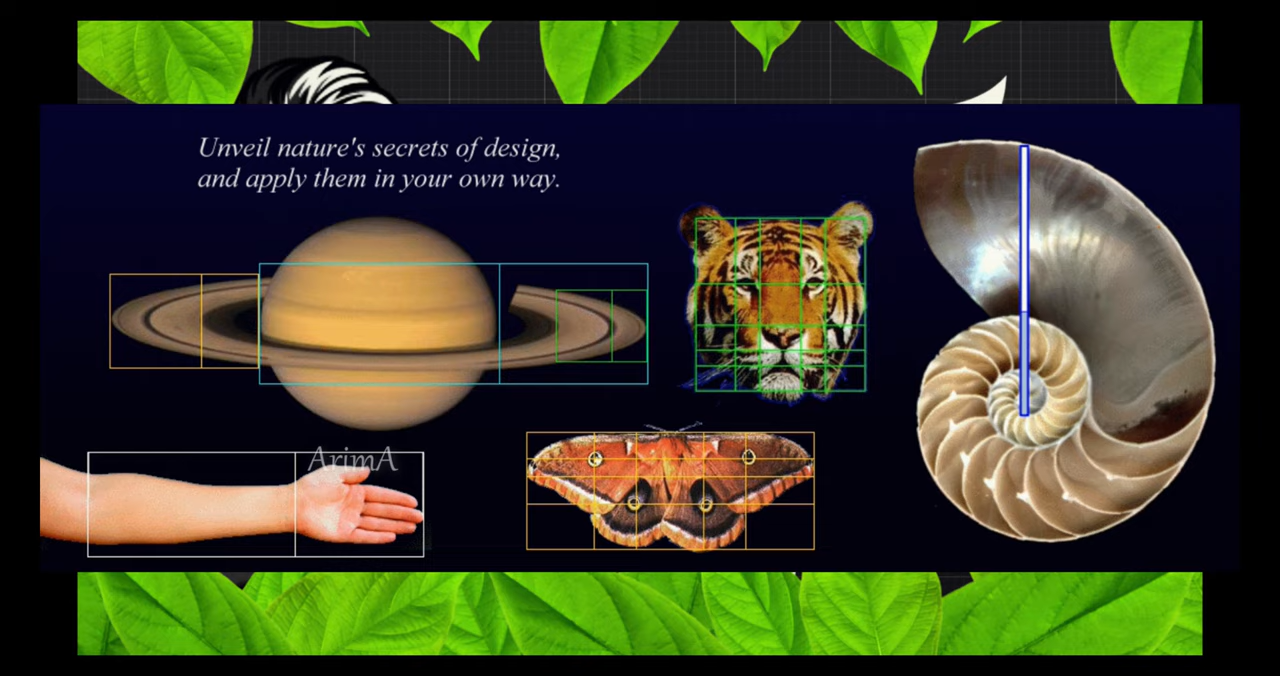 Unveil nature's secrets of design,
and apply them in your own way.
ArimA